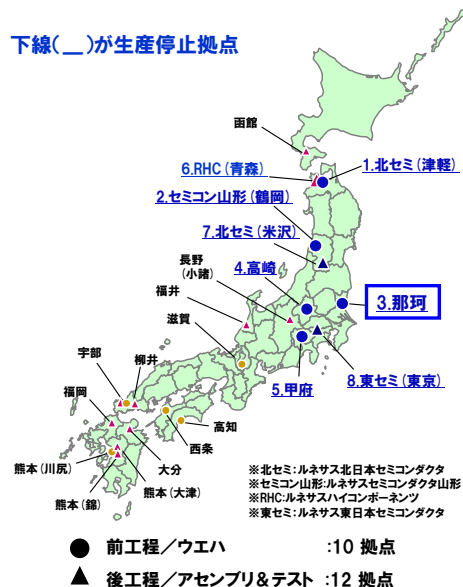 下線(__)が生産停止拠点
函館
6.RHC(青森)
1.北セミ(津軽)
2.セミコン山形(鶴岡)
7.北セミ(米沢)
長野
(小諸)
4.高崎
福井
3.那珂
滋賀
宇部
柳井
5.甲府
8.東セミ(東京)
福岡
高知
西条
熊本(川尻)
大分
熊本(大津)
熊本(錦)
※北セミ:ルネサス北日本セミコンダクタ
※セミコン山形:ルネサスセミコンダクタ山形
※RHC:ルネサスハイコンポーネンツ
※東セミ:ルネサス東日本セミコンダクタ
● 前工程/ウエハ :10 拠点
▲ 後工程/アセンブリ&テスト :12 拠点